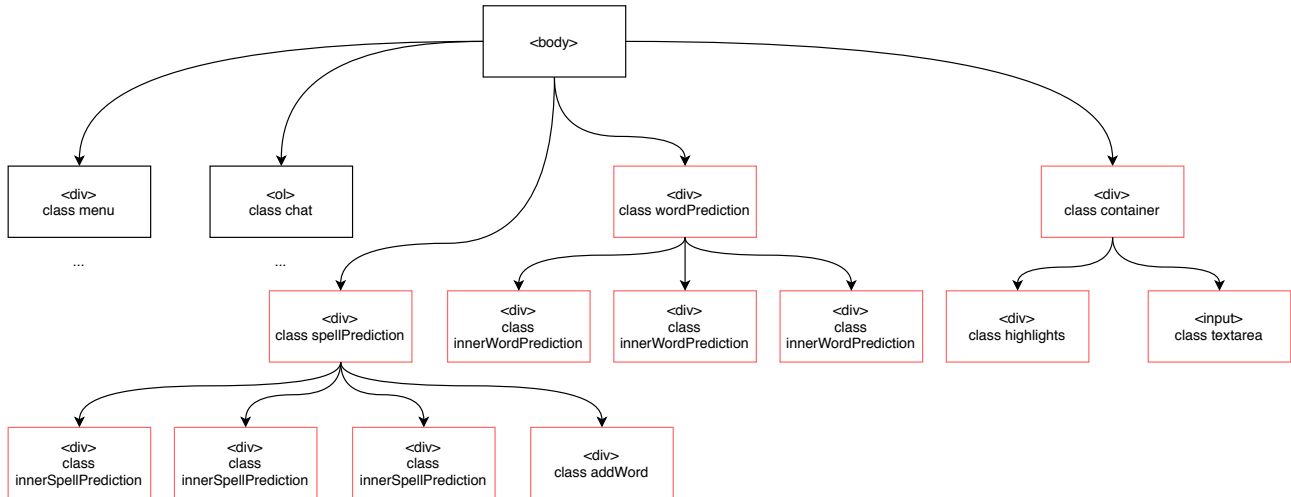 <body>
<div>
class menu
<ol>
class chat
<div>
class wordPrediction
<div>
class container
...
...
<div>
class spellPrediction
<div>
class
innerWordPrediction
<div>
class
innerWordPrediction
<div>
class
innerWordPrediction
<div>
class highlights
<input>
class textarea
<div>
class
innerSpellPrediction
<div>
class
innerSpellPrediction
<div>
class
innerSpellPrediction
<div>
class addWord